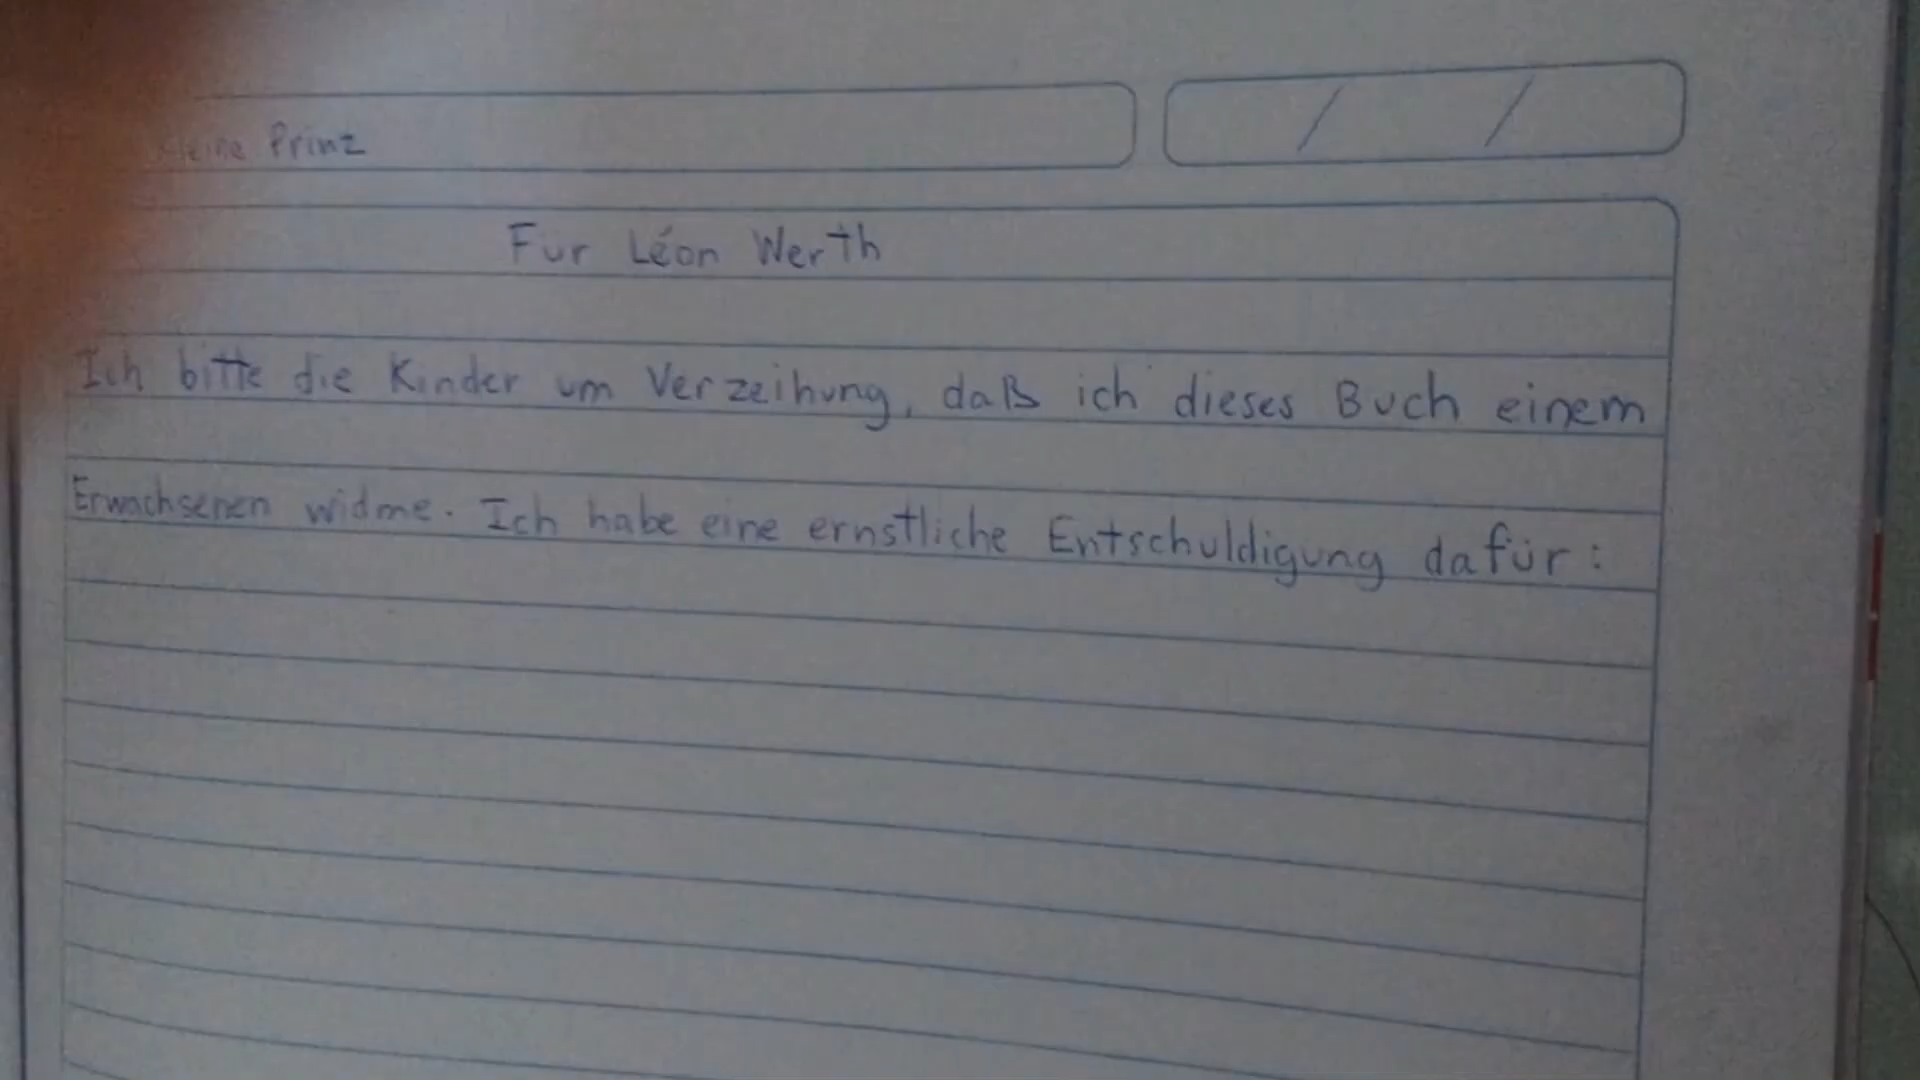 kleine Prinz
Fur Léon Werth
Ich bitte die Kinder um Verzeihung, daß ich dieses Buch einem
Erwachsenen widme. Ich habe eine ernstliche Entschuldigung dafür: